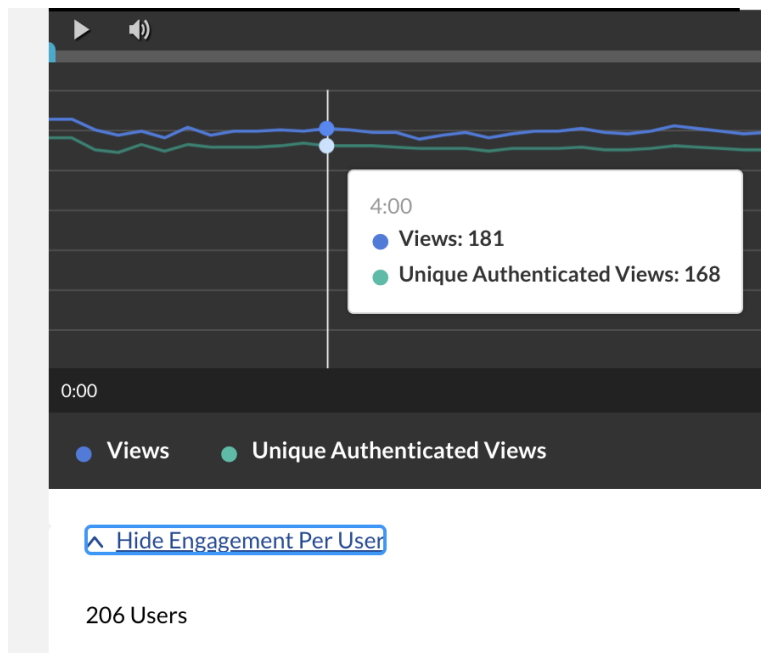 4:00
Views: 181
Unique Authenticated Views: 168
0:00
Views Unique Authenticated Views
Hide Engagement Per User
206 Users